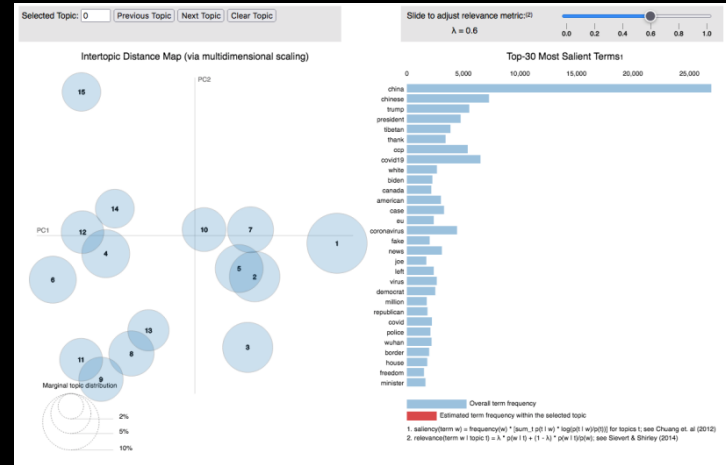 Selected Topic: 0 Previous Topic Next Topic Clear Topic
Slide to adjust relevance metric:(2)
λ = 0.6
0.0 0.2 0.4 0.6 0.8 1.0
Intertopic Distance Map (via multidimensional scaling)
PC2
PC1
15
14
12
4
6
10
7
1
5
2
3
13
8
11
9
Marginal topic distribution
2%
5%
10%
Top-30 Most Salient Terms1
0 5,000 10,000 15,000 20,000 25,000
china
chinese
trump
president
tibetan
thank
ccp
covid19
white
biden
canada
american
case
eu
coronavirus
fake
news
joe
left
virus
democrat
million
republican
covid
police
wuhan
border
house
freedom
minister
Overall term frequency
Estimated term frequency within the selected topic
1. saliency(term w) = frequency(w) * [sum_t p(t | w) * log(p(t | w)/p(t))] for topics t; see Chuang et. al (2012)
2. relevance(term w | topic t) = λ * p(w | t) + (1 - λ) * p(w | t)/p(w); see Sievert & Shirley (2014)